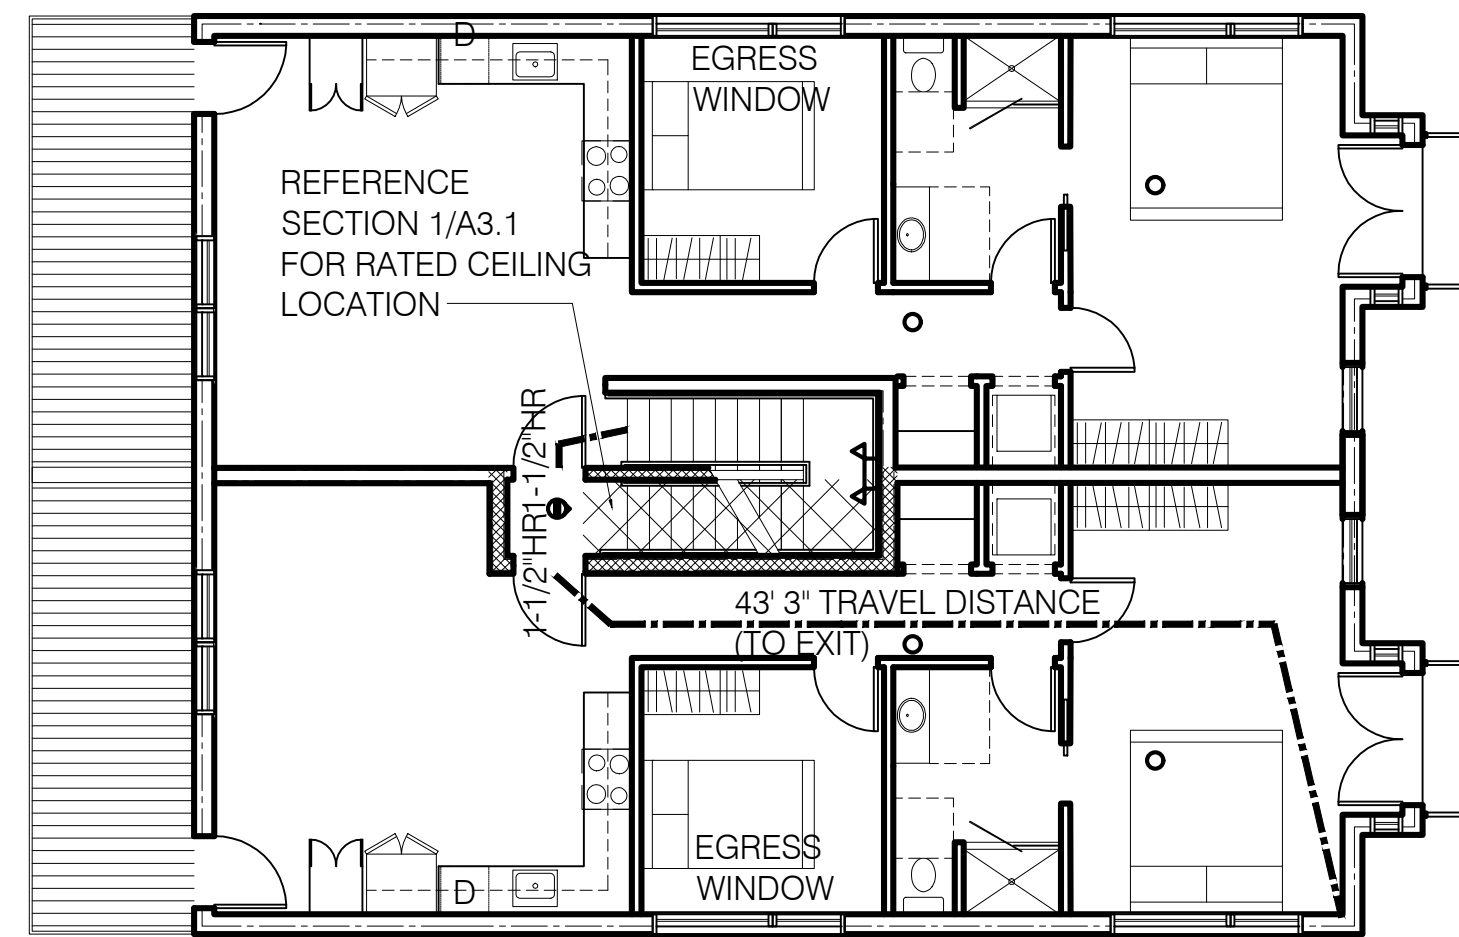 D
EGRESS
WINDOW
REFERENCE
SECTION 1/A3.1
FOR RATED CEILING
LOCATION
1-1/2"HR
1-1/2"HR
43' 3" TRAVEL DISTANCE
(TO EXIT)
EGRESS
WINDOW
D